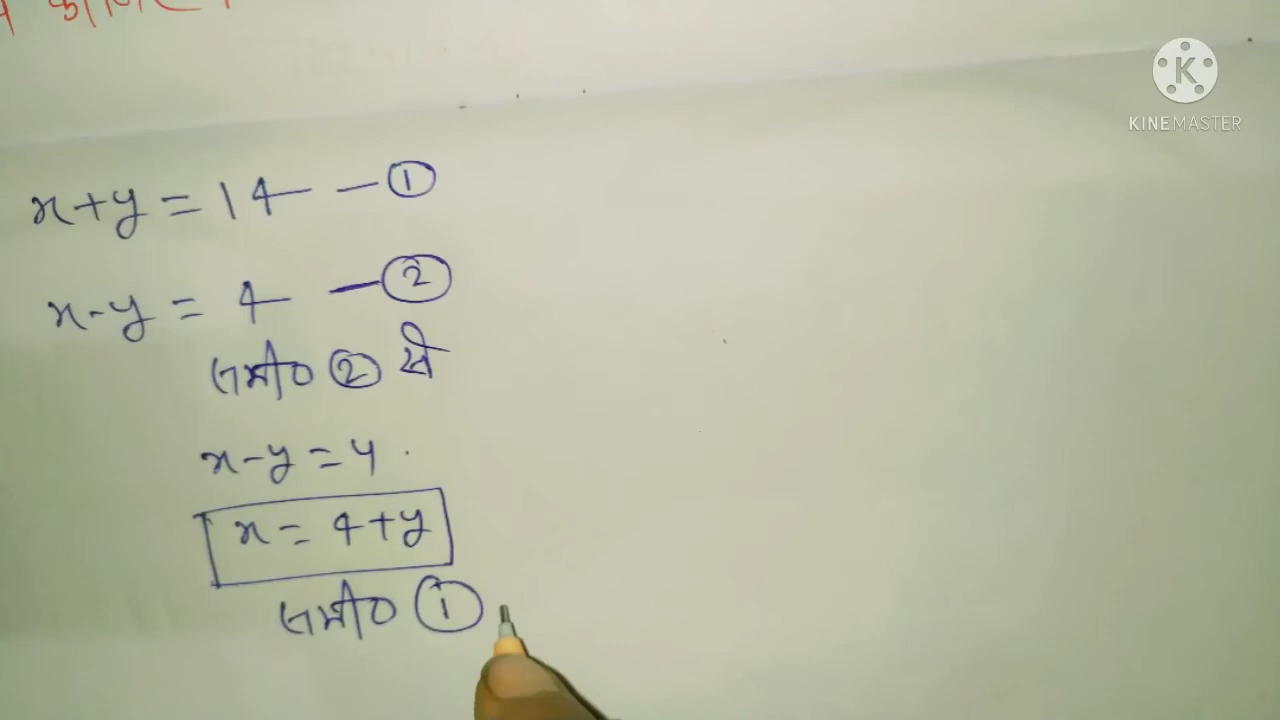 x+y = 14 — ①
x-y = 4 — ②
समी० ② से
x-y = 4
x = 4+y
समी० ①
KINEMASTER